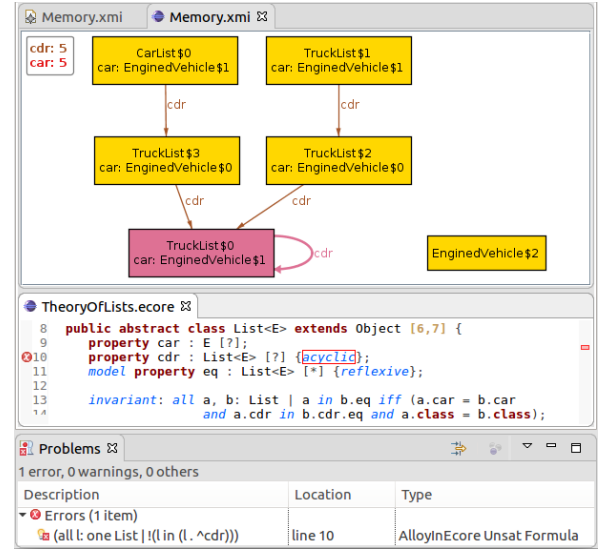 Memory.xmi Memory.xmi
cdr: 5
car: 5
CarList$0
car: EnginedVehicle$1
TruckList$1
car: EnginedVehicle$1
cdr cdr
TruckList$3
car: EnginedVehicle$0
TruckList$2
car: EnginedVehicle$0
cdr cdr
TruckList$0
car: EnginedVehicle$1
cdr
EnginedVehicle$2
TheoryOfLists.ecore
8 public abstract class List<E> extends Object [6,7] {
9 property car : E [?];
10 property cdr : List<E> [?] {acyclic};
11 model property eq : List<E> [*] {reflexive};
12
13 invariant: all a, b: List | a in b.eq iff (a.car = b.car
14 and a.cdr in b.cdr.eq and a.class = b.class);
Problems
1 error, 0 warnings, 0 others
Description Location Type
Errors (1 item)
(all l: one List | !(l in (l . ^cdr))) line 10 AlloyInEcore Unsat Formula